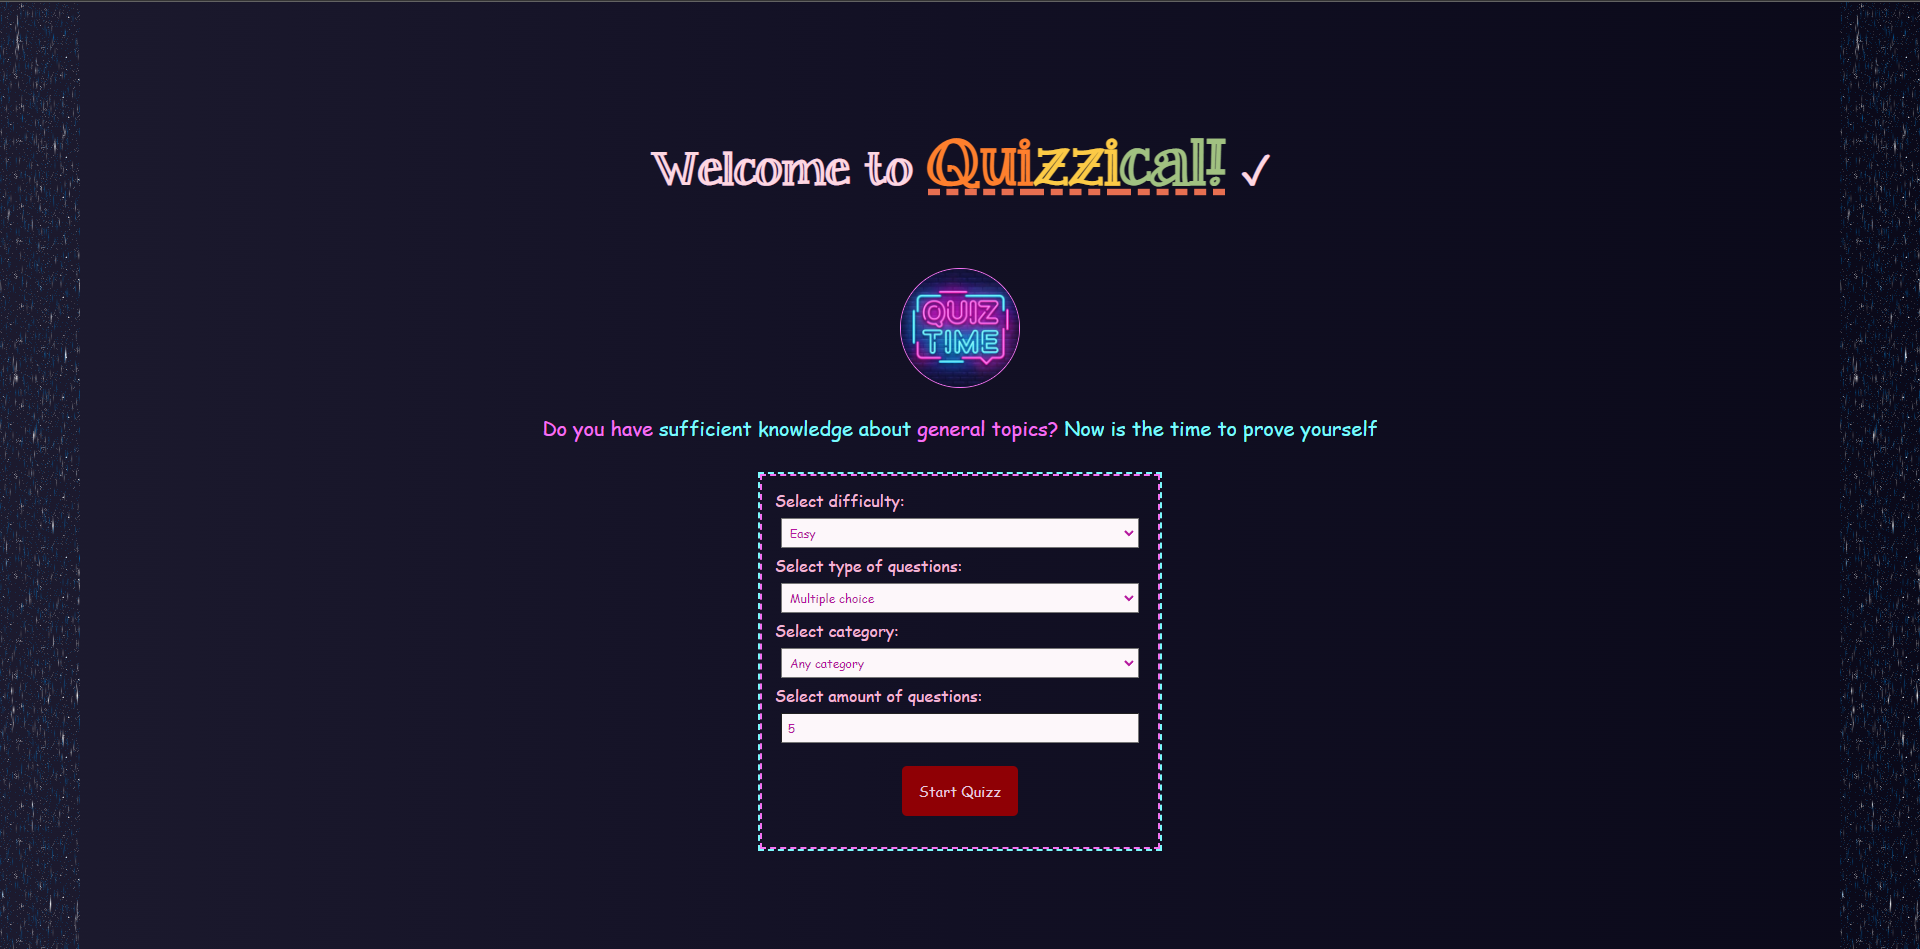 Welcome to Quizzical! ✓
QUIZ
TIME
Do you have sufficient knowledge about general topics? Now is the time to prove yourself
Select difficulty:
Easy
Select type of questions:
Multiple choice
Select category:
Any category
Select amount of questions:
5
Start Quizz